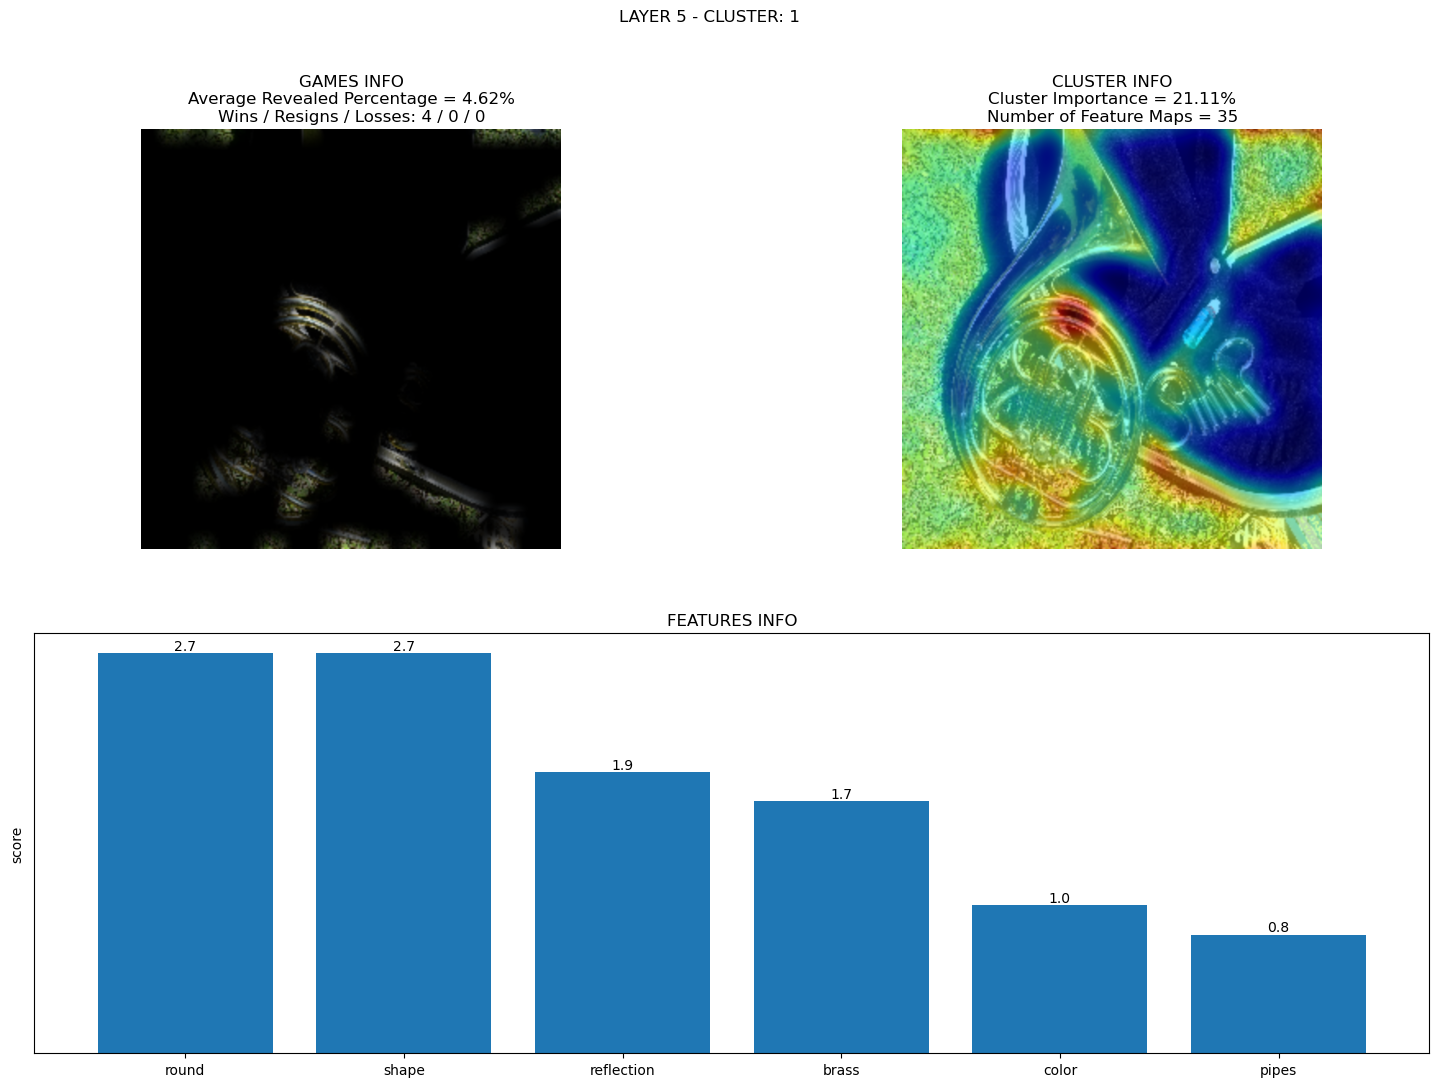 LAYER 5 - CLUSTER: 1
GAMES INFO
Average Revealed Percentage = 4.62%
Wins / Resigns / Losses: 4 / 0 / 0
CLUSTER INFO
Cluster Importance = 21.11%
Number of Feature Maps = 35
FEATURES INFO
score
2.7
2.7
1.9
1.7
1.0
0.8
round
shape
reflection
brass
color
pipes